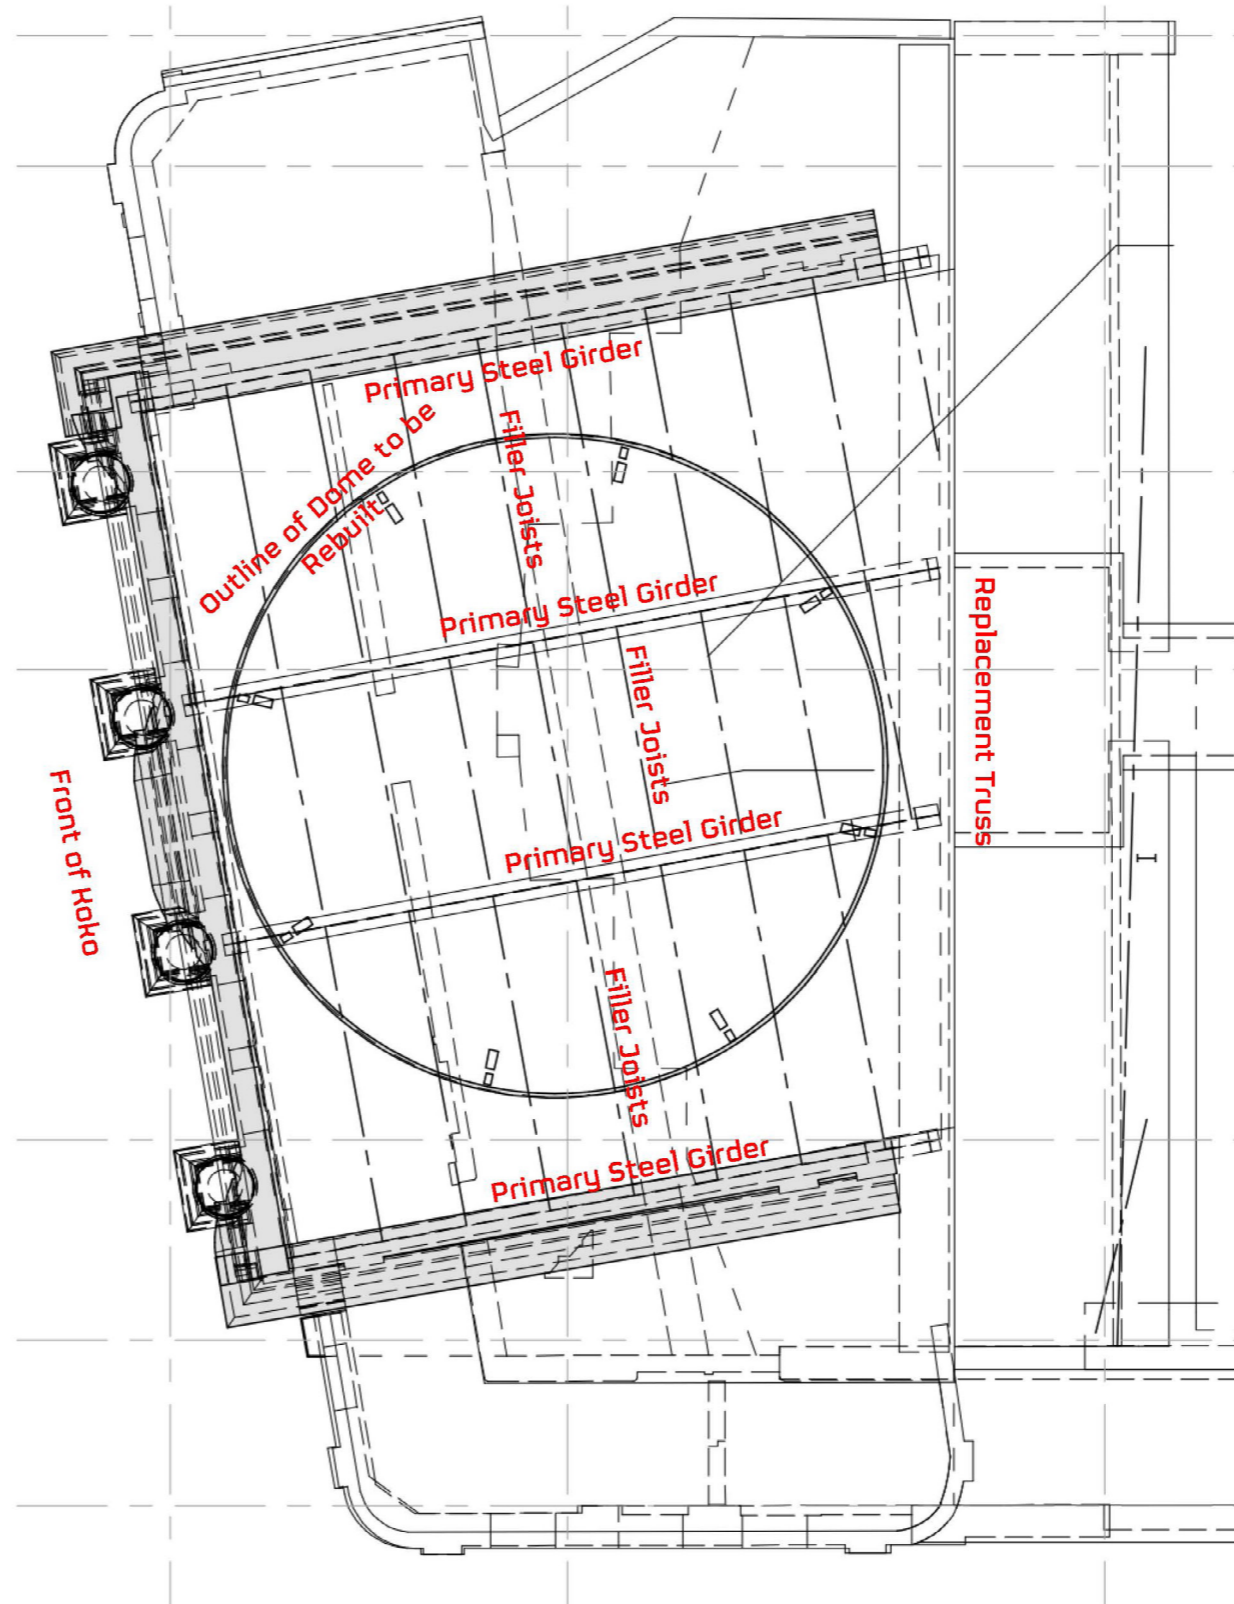 Primary Steel Girder
Outline of Dome to be
Rebuilt
Filler Joists
Primary Steel Girder
Replacement Truss
Filler Joists
Front of Koko
Primary Steel Girder
Filler Joists
Primary Steel Girder